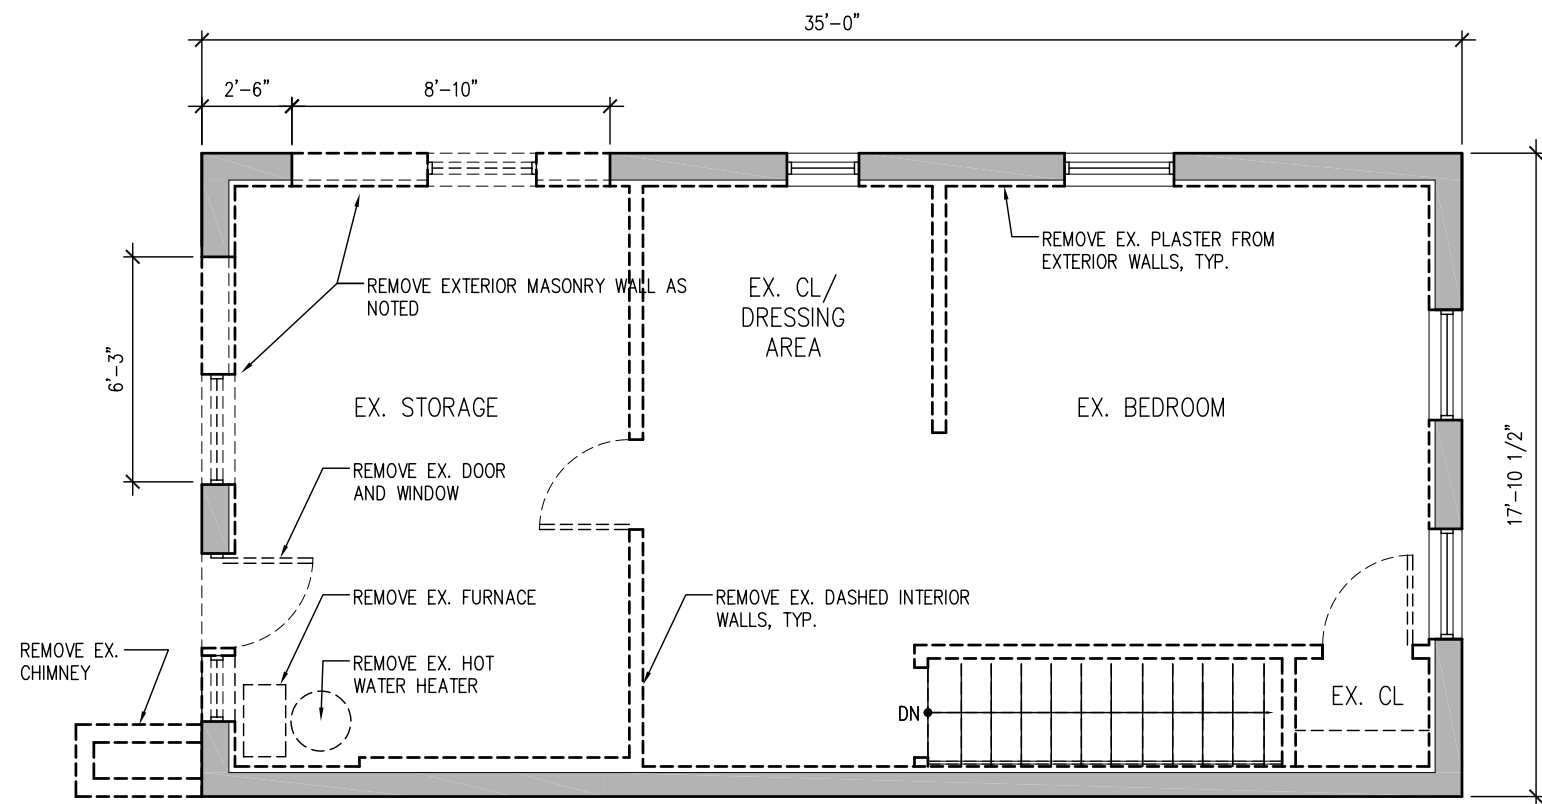 35'-0"
2'-6"
8'-10"
REMOVE EX. PLASTER FROM
EXTERIOR WALLS, TYP.
REMOVE EXTERIOR MASONRY WALL AS
NOTED
EX. CL/
DRESSING
AREA
6'-3"
EX. STORAGE
EX. BEDROOM
17'-10 1/2"
REMOVE EX. DOOR
AND WINDOW
REMOVE EX. FURNACE
REMOVE EX. DASHED INTERIOR
WALLS, TYP.
REMOVE EX.
CHIMNEY
REMOVE EX. HOT
WATER HEATER
EX. CL
DN